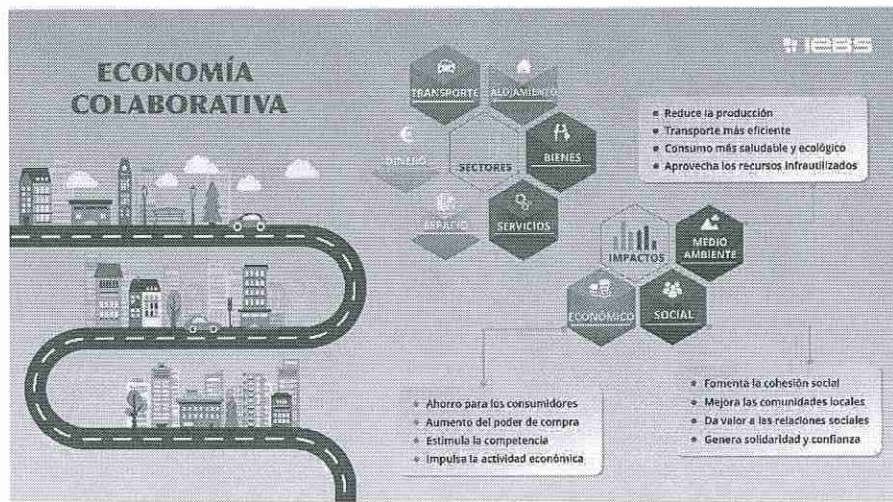 ECONOMÍA
COLABORATIVA
IEBS
TRANSPORTE
ALOJAMIENTO
DINERO
SECTORES
BIENES
ESPACIO
SERVICIOS
• Reduce la producción
• Transporte más eficiente
• Consumo más saludable y ecológico
• Aprovecha los recursos infrautilizados
IMPACTOS
MEDIO
AMBIENTE
ECONÓMICO
SOCIAL
• Ahorro para los consumidores
• Aumento del poder de compra
• Estimula la competencia
• Impulsa la actividad económica
• Fomenta la cohesión social
• Mejora las comunidades locales
• Da valor a las relaciones sociales
• Genera solidaridad y confianza